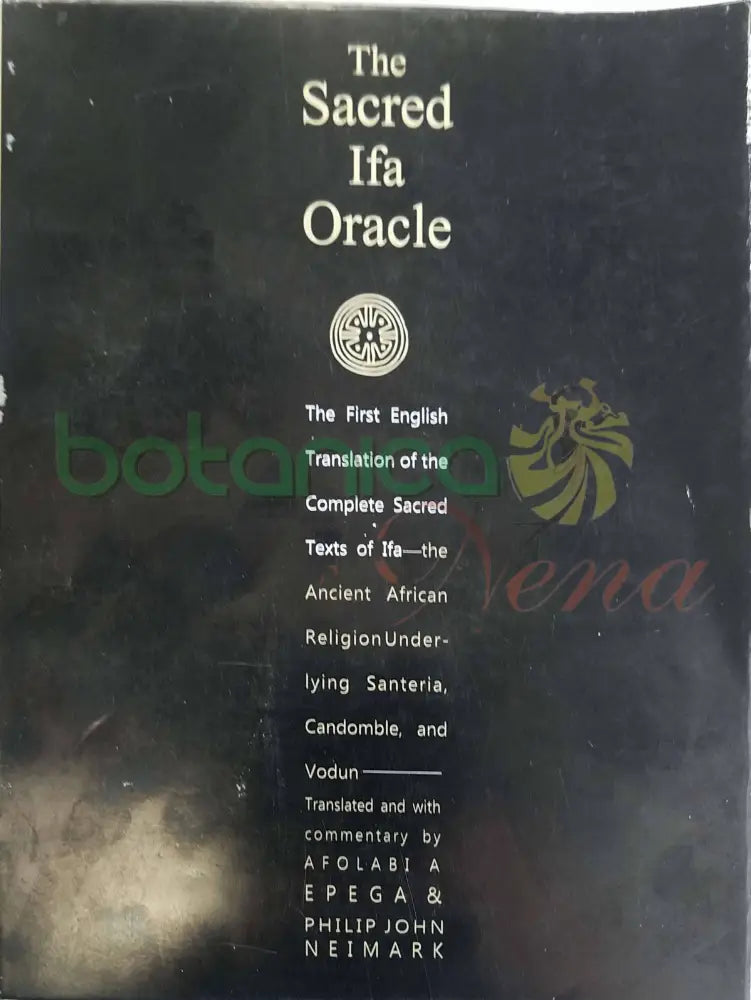 The
Sacred
Ifa
Oracle
The First English
Translation of the
Complete Sacred
Texts of Ifa—the
Ancient African
Religion Under-
lying Santeria,
Candomble, and
Vodun
Translated and with
commentary by
AFOLABI A
EPEGA &
PHILIP JOHN
NEIMARK
botanica
Nena